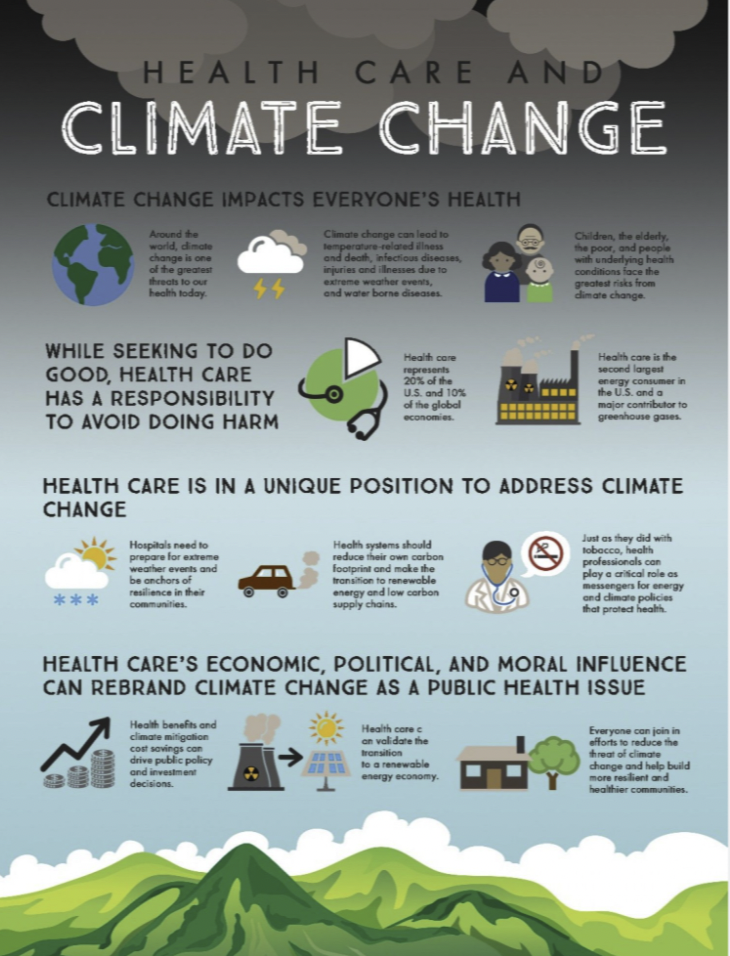 HEALTH CARE AND
CLIMATE CHANGE
CLIMATE CHANGE IMPACTS EVERYONE'S HEALTH
Around the
world, climate
change is one
of the greatest
threats to our
health today.
Climate change can lead to
temperature-related illness
and death, infectious diseases,
injuries and illnesses due to
extreme weather events,
and water borne diseases.
Children, the elderly,
the poor, and people
with underlying health
conditions face the
greatest risks from
climate change.
WHILE SEEKING TO DO
GOOD, HEALTH CARE
HAS A RESPONSIBILITY
TO AVOID DOING HARM
Health care
represents
20% of the
U.S. and 10%
of the global
economies.
Health care is the
second largest
energy consumer in
the U.S. and a
major contributor to
greenhouse gases.
HEALTH CARE IS IN A UNIQUE POSITION TO ADDRESS CLIMATE
CHANGE
Hospitals need to
prepare for extreme
weather events and
be anchors of
resilience in their
communities.
Health systems should
reduce their own carbon
footprint and make the
transition to renewable
energy and low carbon
supply chains.
Just as they did with
tobacco, health
professionals can
play a critical role as
messengers for energy
and climate policies
that protect health.
HEALTH CARE'S ECONOMIC, POLITICAL, AND MORAL INFLUENCE
CAN REBRAND CLIMATE CHANGE AS A PUBLIC HEALTH ISSUE
Health benefits and
climate mitigation
cost savings can
drive public policy
and investment
decisions.
Health care c
an validate the
transition
to a renewable
energy economy.
Everyone can join in
efforts to reduce the
threat of climate
change and help build
more resilient and
healthier communities.